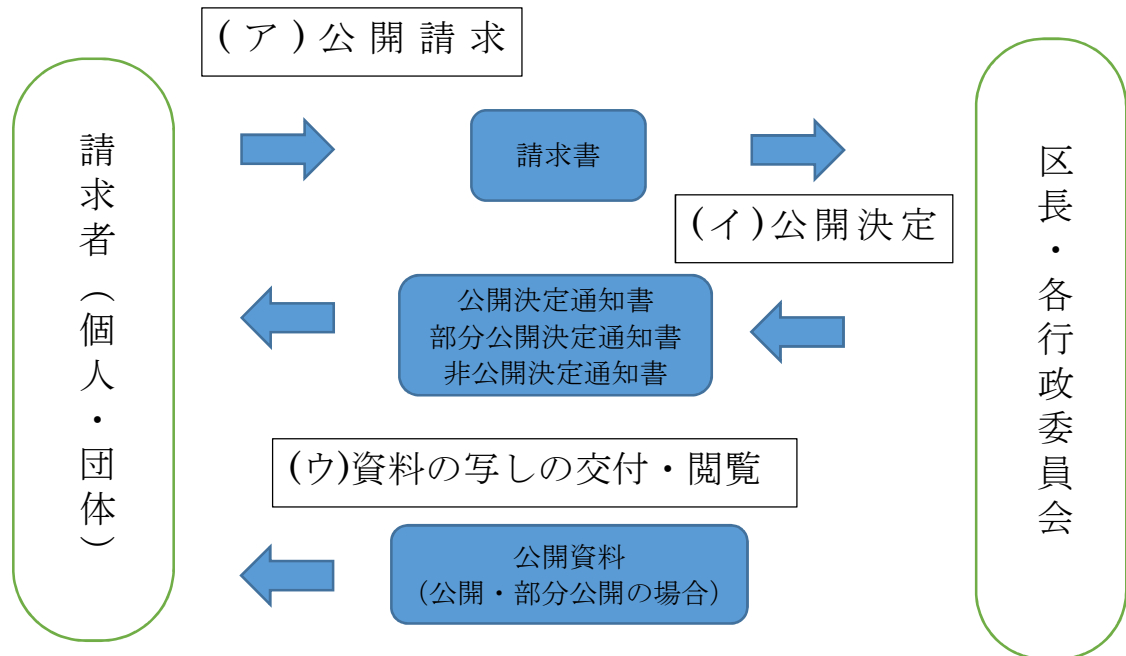 (ア)公開請求
請求者（個人・団体）
請求書
区長・各行政委員会
(イ)公開決定
公開決定通知書
部分公開決定通知書
非公開決定通知書
(ウ)資料の写しの交付・閲覧
公開資料
（公開・部分公開の場合）